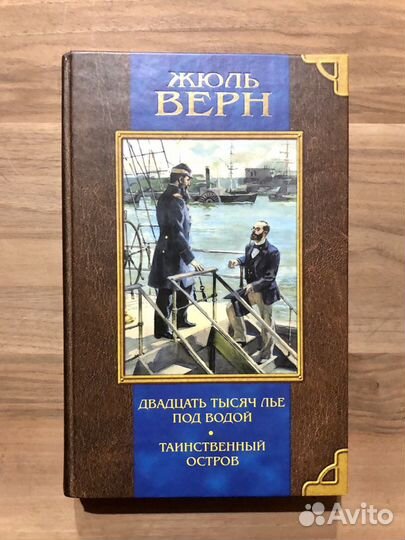 ЖЮЛЬ
ВЕРН
ДВАДЦАТЬ ТЫСЯЧ ЛЬЕ
ПОД ВОДОЙ
•
ТАИНСТВЕННЫЙ
ОСТРОВ
Avito